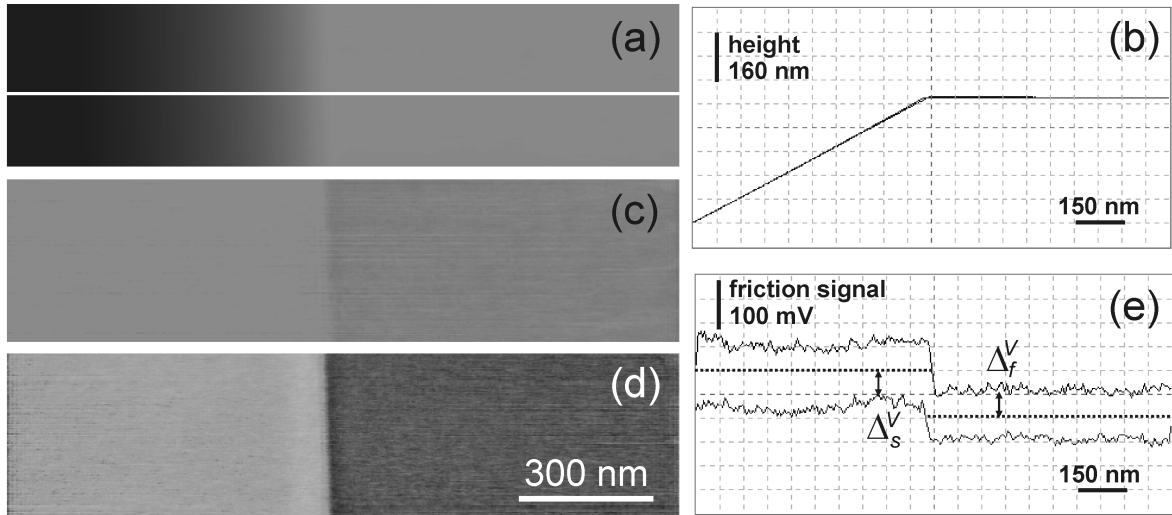 (a)
(b)
height
160 nm
150 nm
(c)
(d)
300 nm
(e)
friction signal
100 mV
Δ_s^V
Δ_f^V
150 nm